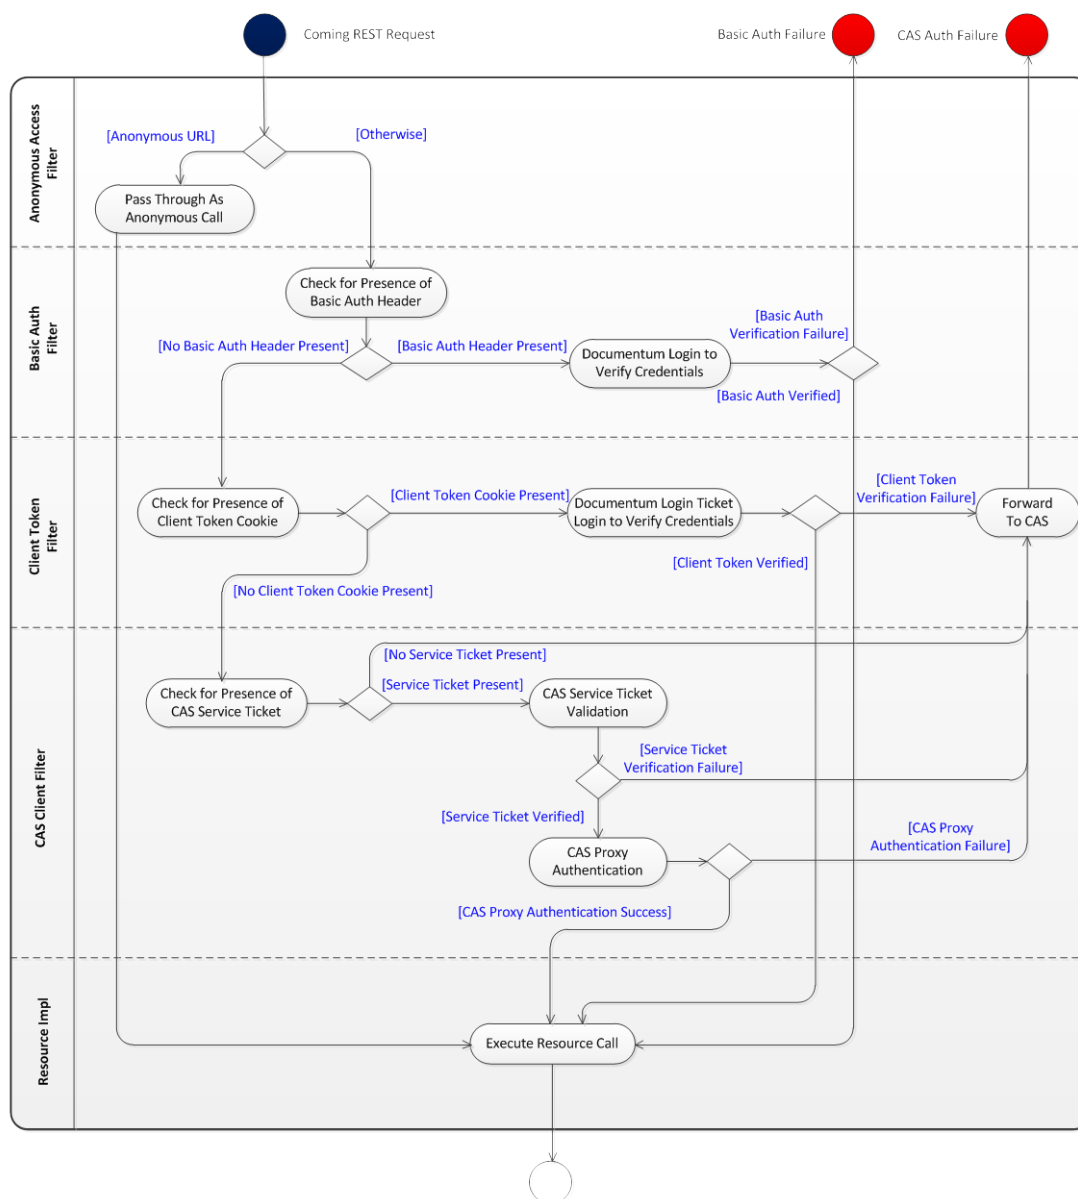 Coming REST Request
Basic Auth Failure
CAS Auth Failure
Anonymous Access
Filter
[Anonymous URL]
[Otherwise]
Pass Through As
Anonymous Call
Basic Auth
Filter
Check for Presence of
Basic Auth Header
[No Basic Auth Header Present]
[Basic Auth Header Present]
Documentum Login to
Verify Credentials
[Basic Auth
Verification Failure]
[Basic Auth Verified]
Client Token
Filter
Check for Presence of
Client Token Cookie
[Client Token Cookie Present]
Documentum Login Ticket
Login to Verify Credentials
[Client Token
Verification Failure]
Forward
To CAS
[Client Token Verified]
[No Client Token Cookie Present]
CAS Client Filter
[No Service Ticket Present]
Check for Presence of
CAS Service Ticket
[Service Ticket Present]
CAS Service Ticket
Validation
[Service Ticket
Verification Failure]
[Service Ticket Verified]
CAS Proxy
Authentication
[CAS Proxy
Authentication Failure]
[CAS Proxy Authentication Success]
Resource Impl
Execute Resource Call